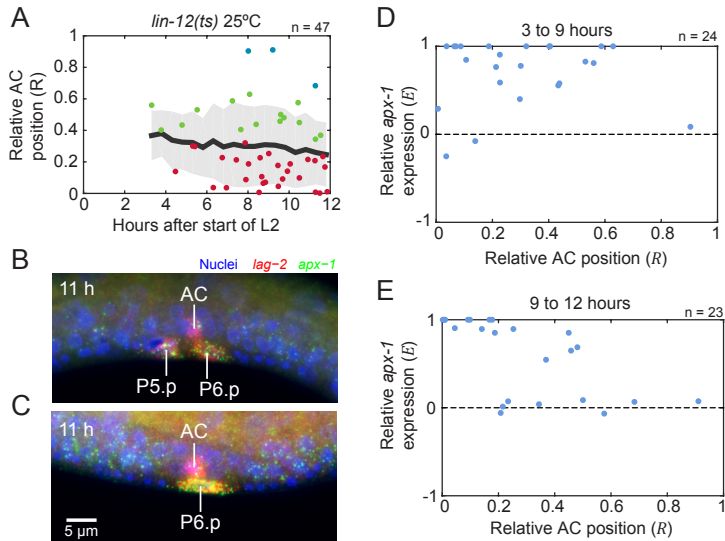 A
lin-12(ts) 25ºC
n = 47
Relative AC
position (R)
1
0.8
0.6
0.4
0.2
0
0 2 4 6 8 10 12
Hours after start of L2
B
Nuclei lag−2 apx−1
11 h
AC
P5.p
P6.p
C
11 h
AC
P6.p
5 µm
D
3 to 9 hours
n = 24
Relative apx-1
expression (E)
1
0
-1
0 0.2 0.4 0.6 0.8 1
Relative AC position (R)
E
9 to 12 hours
n = 23
Relative apx-1
expression (E)
1
0
-1
0 0.2 0.4 0.6 0.8 1
Relative AC position (R)